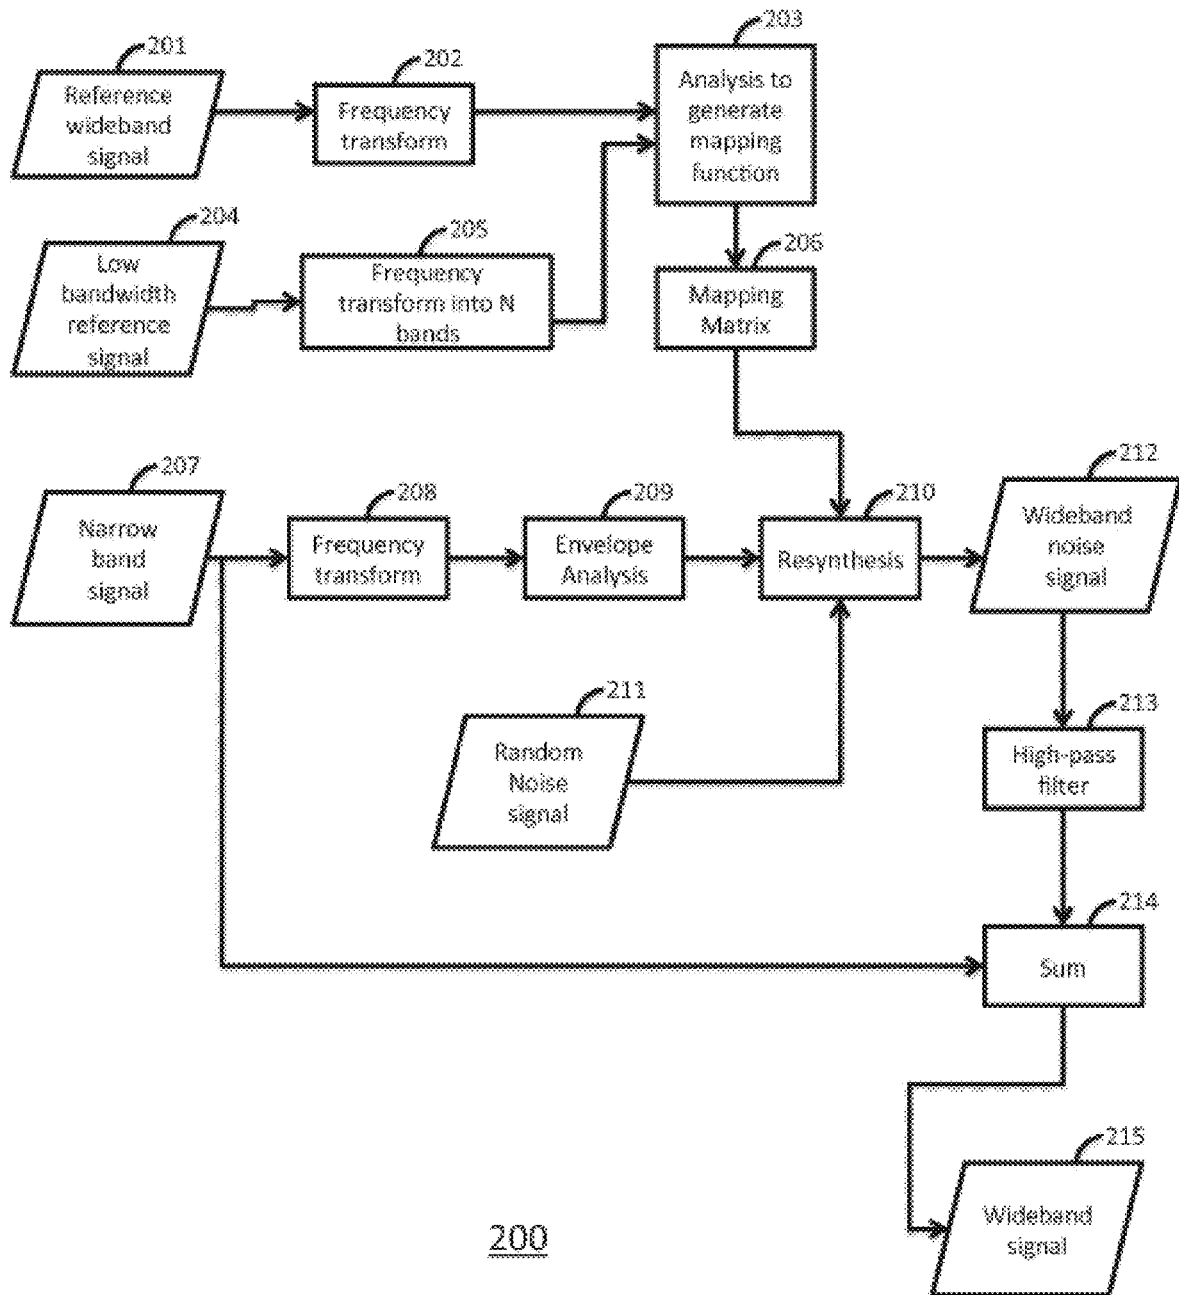 201
Reference
wideband
signal
202
Frequency
transform
203
Analysis to
generate
mapping
function
204
Low
bandwidth
reference
signal
205
Frequency
transform into N
bands
206
Mapping
Matrix
207
Narrow
band
signal
208
Frequency
transform
209
Envelope
Analysis
210
Resynthesis
212
Wideband
noise
signal
211
Random
Noise
signal
213
High-pass
filter
214
Sum
215
Wideband
signal
200